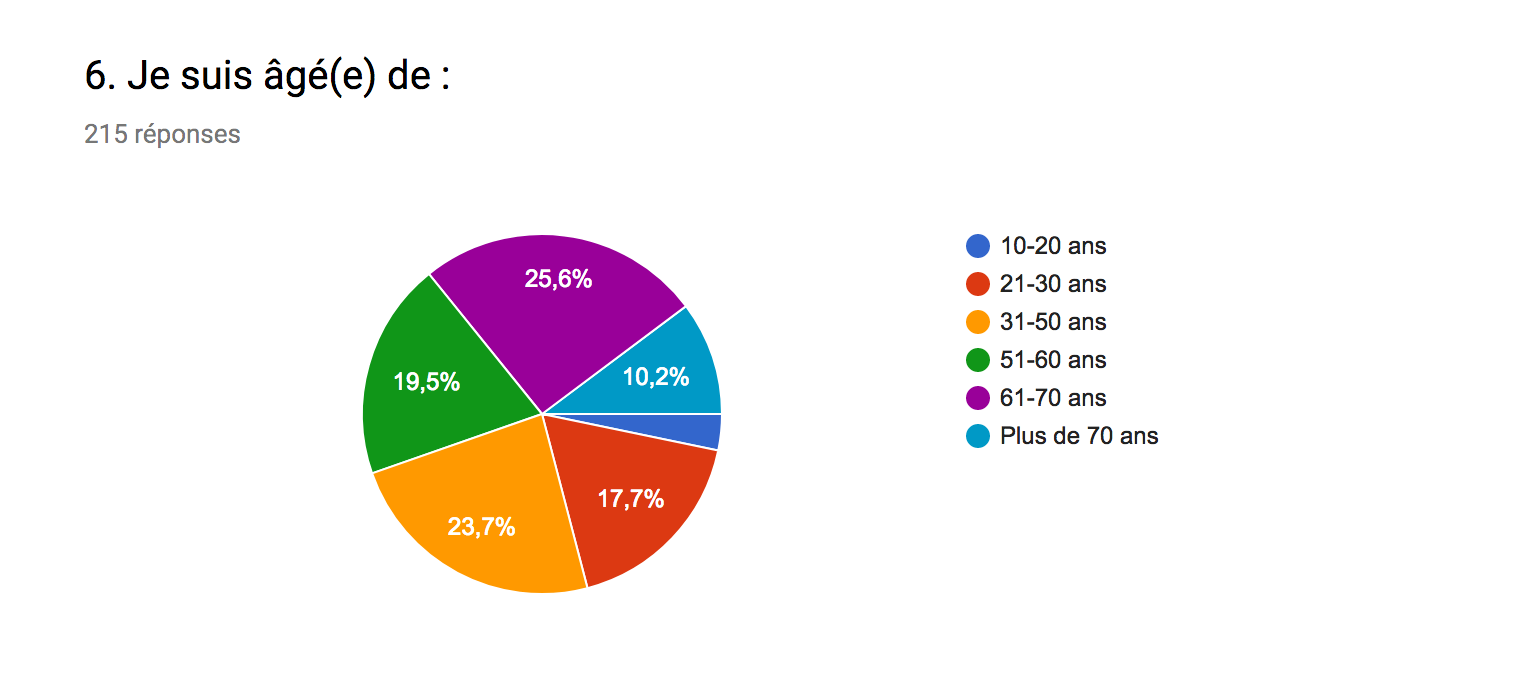 6. Je suis âgé(e) de :
215 réponses
25,6%
10,2%
19,5%
17,7%
23,7%
10-20 ans
21-30 ans
31-50 ans
51-60 ans
61-70 ans
Plus de 70 ans